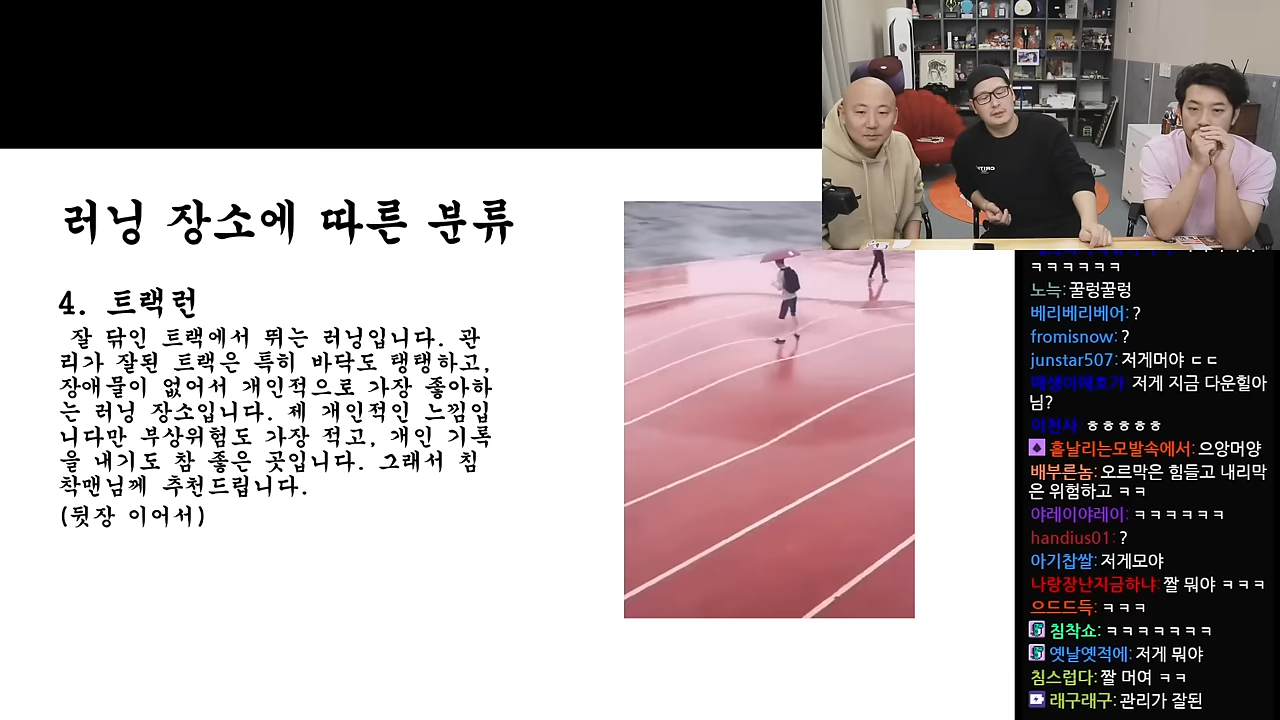 러닝 장소에 따른 분류
4. 트랙런
잘 닦인 트랙에서 뛰는 러닝입니다. 관
리가 잘된 트랙은 특히 바닥도 탱탱하고,
장애물이 없어서 개인적으로 가장 좋아하
는 러닝 장소입니다. 제 개인적인 느낌입
니다만 부상위험도 가장 적고, 개인 기록
을 내기도 참 좋은 곳입니다. 그래서 침
착맨님께 추천드립니다.
(뒷장 이어서)
ㅋㅋㅋㅋㅋㅋ
노늑: 꿀렁꿀렁
베리베리베어: ?
fromisnow: ?
junstar507: 저게머야 ㄷㄷ
저게 지금 다운힐아
님?
이천사: ㅎㅎㅎㅎㅎ
흩날리는모발속에서: 으앙머양
배부른놈: 오르막은 힘들고 내리막
은 위험하고 ㅋㅋ
야레이야레이: ㅋㅋㅋㅋㅋㅋ
handius01: ?
아기찹쌀: 저게모야
나랑장난지금하냐: 짤 뭐야 ㅋㅋㅋ
으드드득: ㅋㅋㅋ
침착쇼: ㅋㅋㅋㅋㅋㅋㅋ
옛날옛적에: 저게 뭐야
침스럽다: 짤 머여 ㅋㅋ
래구래구: 관리가 잘된